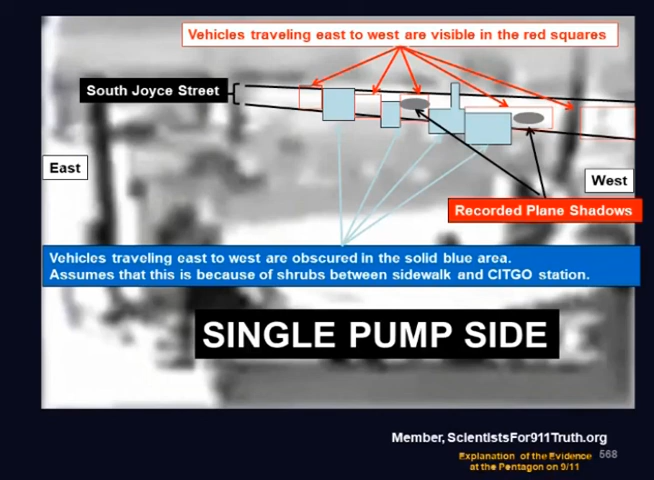 Vehicles traveling east to west are visible in the red squares
South Joyce Street
East
West
Recorded Plane Shadows
Vehicles traveling east to west are obscured in the solid blue area.
Assumes that this is because of shrubs between sidewalk and CITGO station.
SINGLE PUMP SIDE
Member, ScientistsFor911Truth.org
Explanation of the Evidence 568
at the Pentagon on 9/11